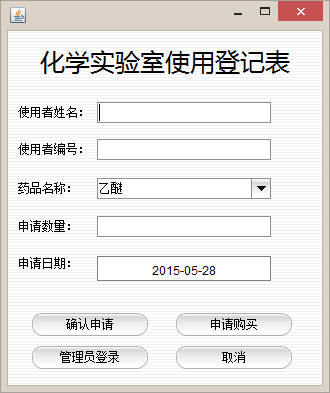 化学实验室使用登记表
使用者姓名：
使用者编号：
药品名称： 乙醚
申请数量：
申请日期： 2015-05-28
确认申请 申请购买
管理员登录 取消